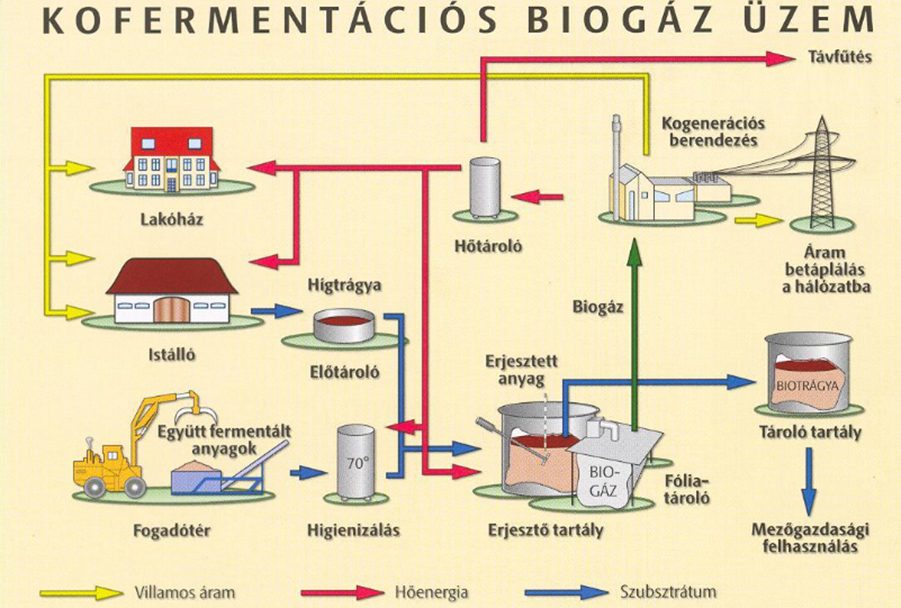 KOFERMENTÁCIÓS BIOGÁZ ÜZEM
Távfűtés
Kogenerációs
berendezés
Lakóház
Hőtároló
Áram
betáplálás
a hálózatba
Hígtrágya
Biogáz
Istálló
Előtároló
Erjesztett
anyag
BIOTRÁGYA
Tároló tartály
Együtt fermentált
anyagok
70°
BIO-
GÁZ
Fólia-
tároló
Fogadótér
Higienizálás
Erjesztő tartály
Mezőgazdasági
felhasználás
Villamos áram
Hőenergia
Szubsztrátum